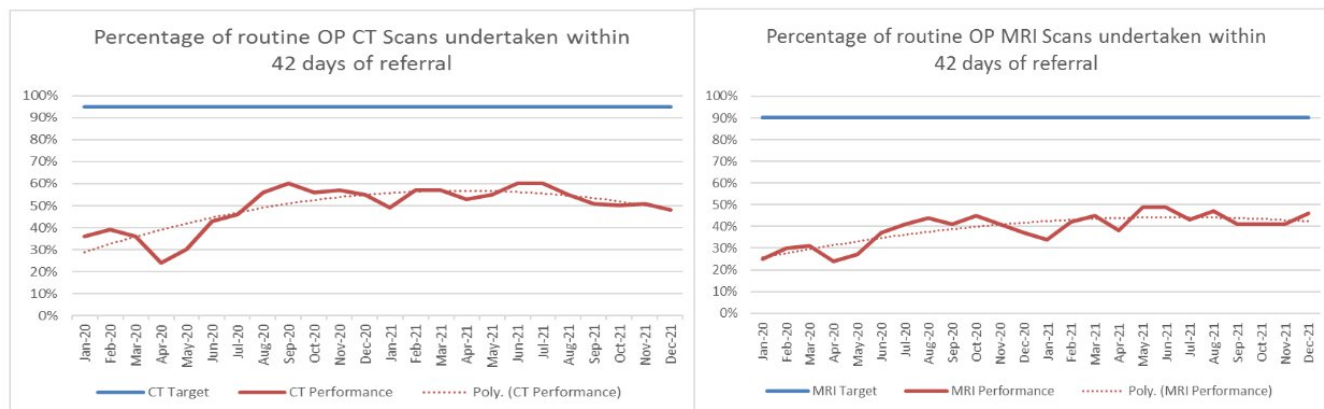 Percentage of routine OP CT Scans undertaken within
42 days of referral
100%
90%
80%
70%
60%
50%
40%
30%
20%
10%
0%
Jan-20
Feb-20
Mar-20
Apr-20
May-20
Jun-20
Jul-20
Aug-20
Sep-20
Oct-20
Nov-20
Dec-20
Jan-21
Feb-21
Mar-21
Apr-21
May-21
Jun-21
Jul-21
Aug-21
Sep-21
Oct-21
Nov-21
Dec-21
CT Target
CT Performance
Poly. (CT Performance)
Percentage of routine OP MRI Scans undertaken within
42 days of referral
100%
90%
80%
70%
60%
50%
40%
30%
20%
10%
0%
Jan-20
Feb-20
Mar-20
Apr-20
May-20
Jun-20
Jul-20
Aug-20
Sep-20
Oct-20
Nov-20
Dec-20
Jan-21
Feb-21
Mar-21
Apr-21
May-21
Jun-21
Jul-21
Aug-21
Sep-21
Oct-21
Nov-21
Dec-21
MRI Target
MRI Performance
Poly. (MRI Performance)